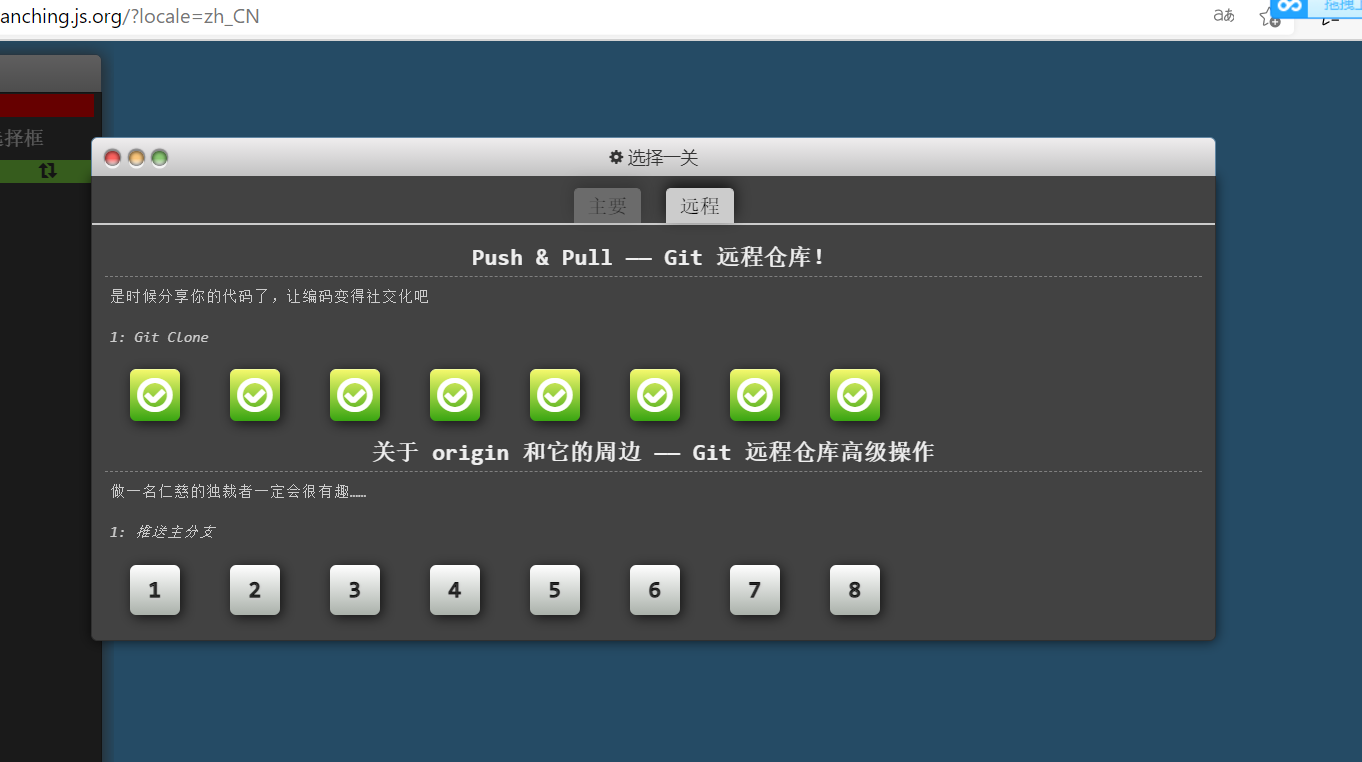 anching.js.org/?locale=zh_CN
aあ
拖拽上
选择框
选择一关
主要
远程
Push & Pull —— Git 远程仓库!
是时候分享你的代码了，让编码变得社交化吧
1: Git Clone
关于 origin 和它的周边 —— Git 远程仓库高级操作
做一名仁慈的独裁者一定会很有趣……
1: 推送主分支
1 2 3 4 5 6 7 8